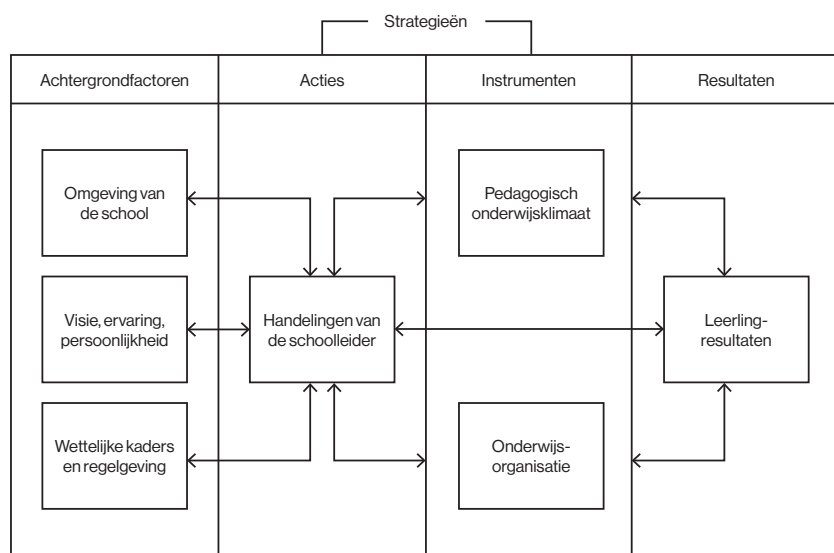 Strategieën
Achtergrondfactoren
Acties
Instrumenten
Resultaten
Omgeving van
de school
Pedagogisch
onderwijsklimaat
Visie, ervaring,
persoonlijkheid
Handelingen van
de schoolleider
Leerling-
resultaten
Wettelijke kaders
en regelgeving
Onderwijs-
organisatie